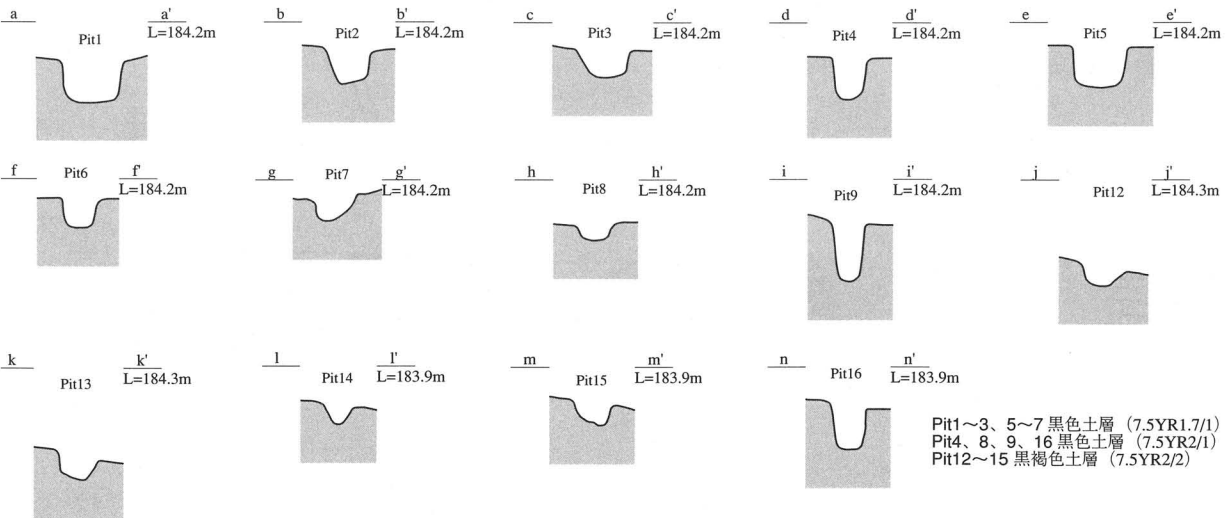 a a'
L=184.2m
Pit1
b b'
L=184.2m
Pit2
c c'
L=184.2m
Pit3
d d'
L=184.2m
Pit4
e e'
L=184.2m
Pit5
f f'
L=184.2m
Pit6
g g'
L=184.2m
Pit7
h h'
L=184.2m
Pit8
i i'
L=184.2m
Pit9
j j'
L=184.3m
Pit12
k k'
L=184.3m
Pit13
l l'
L=183.9m
Pit14
m m'
L=183.9m
Pit15
n n'
L=183.9m
Pit16
Pit1～3、5～7 黒色土層（7.5YR1.7/1）
Pit4、8、9、16 黒色土層（7.5YR2/1）
Pit12～15 黒褐色土層（7.5YR2/2）